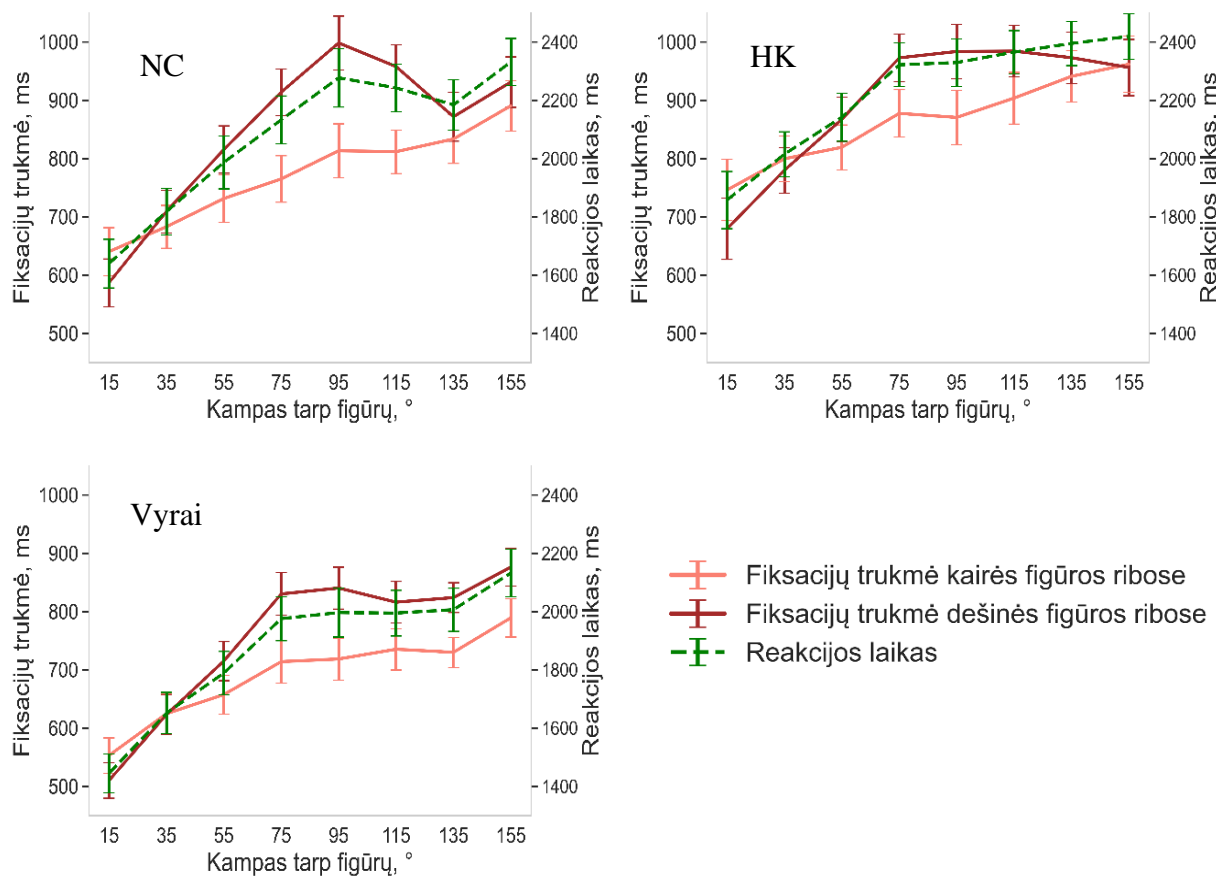 NC
Fiksacijų trukmė, ms
1000
900
800
700
600
500
2400
2200
2000
1800
1600
1400
Reakcijos laikas, ms
15 35 55 75 95 115 135 155
Kampas tarp figūrų, °
HK
Fiksacijų trukmė, ms
1000
900
800
700
600
500
2400
2200
2000
1800
1600
1400
Reakcijos laikas, ms
15 35 55 75 95 115 135 155
Kampas tarp figūrų, °
Vyrai
Fiksacijų trukmė, ms
1000
900
800
700
600
500
2400
2200
2000
1800
1600
1400
Reakcijos laikas, ms
15 35 55 75 95 115 135 155
Kampas tarp figūrų, °
Fiksacijų trukmė kairės figūros ribose
Fiksacijų trukmė dešinės figūros ribose
Reakcijos laikas